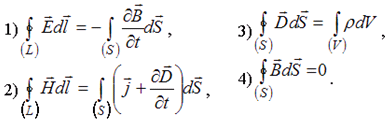 1) ∮_(L) E⃗dl⃗ = − ∫_(S) ∂B⃗/∂t dS⃗ ,
2) ∮_(L) H⃗dl⃗ = ∫_(S) (j⃗ + ∂D⃗/∂t) dS⃗ ,
3) ∮_(S) D⃗dS⃗ = ∫_(V) ρdV ,
4) ∮_(S) B⃗dS⃗ =0 .